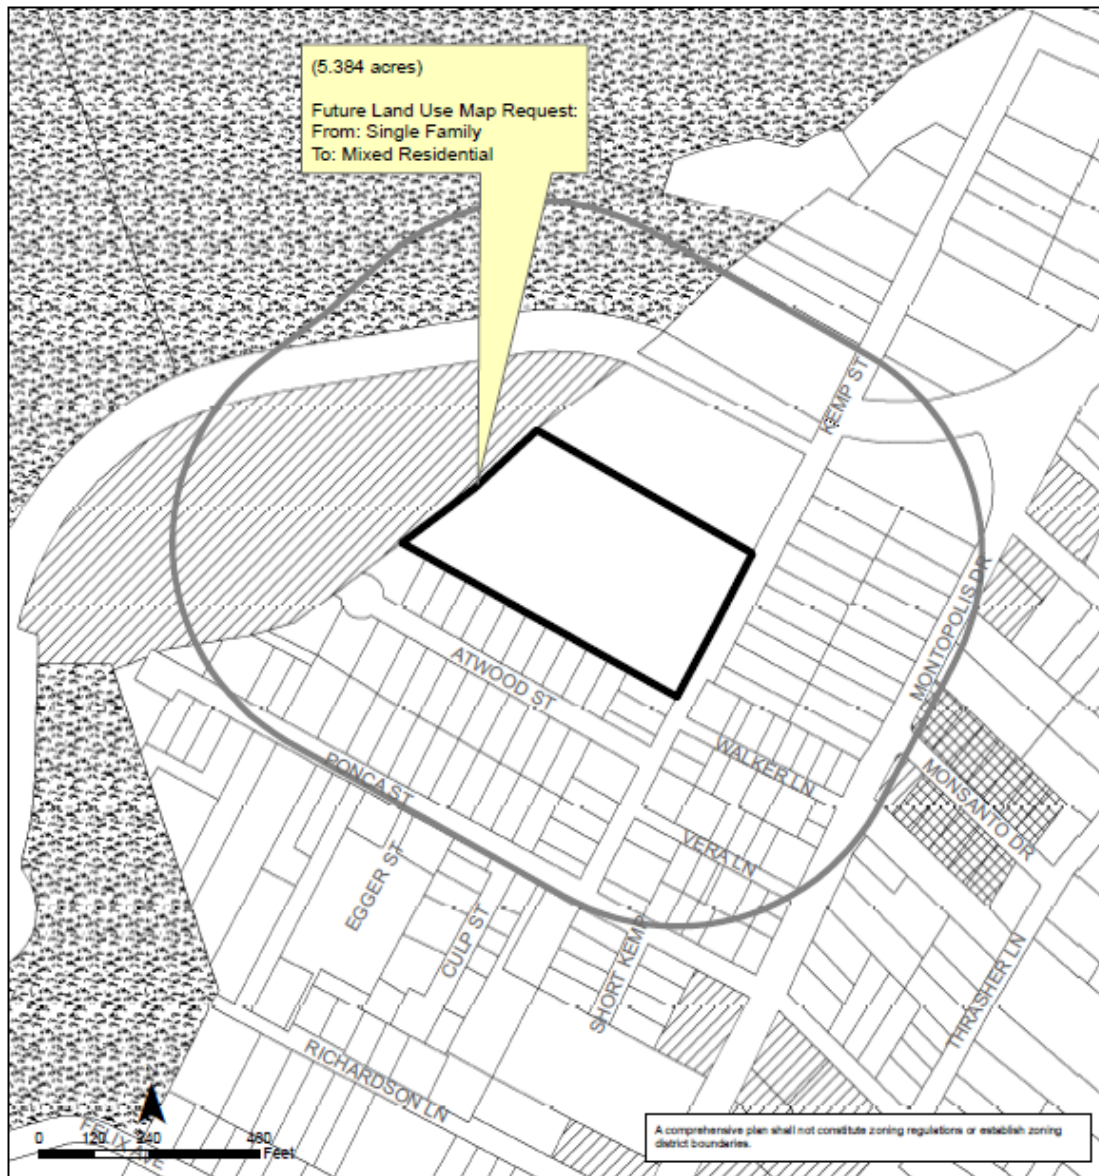 (5.384 acres)
Future Land Use Map Request:
From: Single Family
To: Mixed Residential
KEMP ST
MONTOPOLIS DR
ATWOOD ST
WALKER LN
MONSANTO DR
PONCA ST
VERA LN
EGGER ST
CULP ST
SHORT KEMP
THRASHER LN
RICHARDSON LN
FELIX AVE
0 120 240 480
Feet
A comprehensive plan shall not constitute zoning regulations or establish zoning
district boundaries.